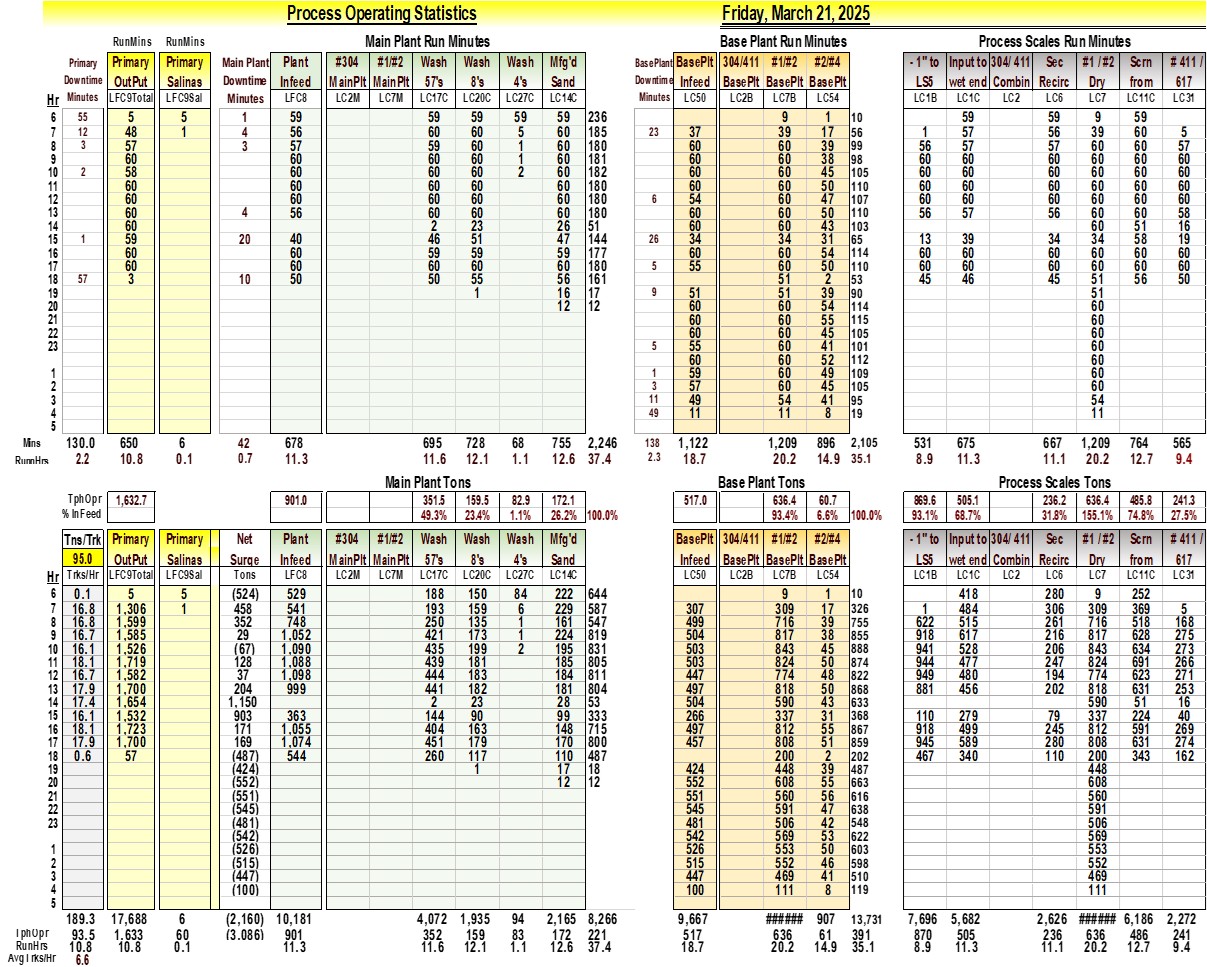 Process Operating Statistics Friday, March 21, 2025
RunMins RunMins Main Plant Run Minutes Base Plant Run Minutes Process Scales Run Minutes
Primary Primary Primary Main Plant Plant #304 #1/#2 Wash Wash Wash Mfg'd BasePlant BasePlt 304/411 #1/#2 #2/#4 - 1" to Input to 304/ 411 Sec #1 / #2 Scrn # 411 /
Downtime OutPut Salinas Downtime Infeed MainPlt MainPlt 57's 8's 4's Sand Downtime Infeed BasePlt BasePlt BasePlt LS5 wet end Combin Recirc Dry from 617
Hr Minutes LFC9Total LFC9Sal Minutes LFC8 LC2M LC7M LC17C LC20C LC27C LC14C Minutes LC50 LC2B LC7B LC54 LC1B LC1C LC2 LC6 LC7 LC11C LC31
6 55 5 5 1 59 59 59 59 59 236 9 1 10 59 59 9 59
7 12 48 1 4 56 56 60 5 60 185 23 37 39 17 56 1 57 56 39 60 5
8 3 57 3 57 59 60 1 60 180 60 60 39 99 56 57 57 60 60 57
9 60 60 60 60 1 60 181 60 60 38 98 60 60 60 60 60 60
10 2 58 60 60 60 2 60 182 60 60 45 105 60 60 60 60 60 60
11 60 60 60 60 60 180 60 60 50 110 60 60 60 60 60 60
12 60 60 60 60 60 180 6 54 60 47 107 60 60 60 60 60 60
13 60 4 56 60 60 60 180 60 60 50 110 56 57 56 60 60 58
14 60 2 23 26 51 60 60 43 103 60 51 16
15 1 59 20 40 46 51 47 144 26 34 34 31 65 13 39 34 34 58 19
16 60 60 59 59 60 177 60 60 54 114 60 60 60 60 60 60
17 60 60 60 60 60 180 5 55 60 50 110 60 60 60 60 60 60
18 57 3 10 50 50 55 56 161 51 2 53 45 46 45 51 56 50
19 1 16 17 9 51 51 39 90 51
20 12 12 60 60 54 114 60
21 60 60 55 115 60
22 60 60 45 105 60
23 5 55 60 41 101 60
60 60 52 112 60
1 1 59 60 49 109 60
2 3 57 60 45 105 60
3 11 49 54 41 95 54
4 49 11 11 8 19 11
5
Mins 130.0 650 6 42 678 695 728 68 755 2,246 138 1,122 1,209 896 2,105 531 675 667 1,209 764 565
RunnHrs 2.2 10.8 0.1 0.7 11.3 11.6 12.1 1.1 12.6 37.4 2.3 18.7 20.2 14.9 35.1 8.9 11.3 11.1 20.2 12.7 9.4
Main Plant Tons Base Plant Tons Process Scales Tons
TphOpr 1,632.7 901.0 351.5 159.5 82.9 172.1 517.0 636.4 60.7 869.6 505.1 236.2 636.4 485.8 241.3
% InFeed 49.3% 23.4% 1.1% 26.2% 100.0% 93.4% 6.6% 100.0% 93.1% 68.7% 31.8% 155.1% 74.8% 27.5%
Tns/Trk Primary Primary Net Plant #304 #1/#2 Wash Wash Wash Mfg'd BasePlt 304/411 #1/#2 #2/#4 - 1" to Input to 304/ 411 Sec #1 / #2 Scrn # 411 /
95.0 OutPut Salinas Surge Infeed MainPlt MainPlt 57's 8's 4's Sand Infeed BasePlt BasePlt BasePlt LS5 wet end Combin Recirc Dry from 617
Hr Trks/Hr LFC9Total LFC9Sal Tons LFC8 LC2M LC7M LC17C LC20C LC27C LC14C LC50 LC2B LC7B LC54 LC1B LC1C LC2 LC6 LC7 LC11C LC31
6 0.1 5 5 (524) 529 188 150 84 222 644 9 1 10 418 280 9 252
7 16.8 1,306 1 458 541 193 159 6 229 587 307 309 17 326 1 484 306 309 369 5
8 16.8 1,599 352 748 250 135 1 161 547 499 716 39 755 622 515 261 716 518 168
9 16.7 1,585 29 1,052 421 173 1 224 819 504 817 38 855 918 617 216 817 628 275
10 16.1 1,526 (67) 1,090 435 199 2 195 831 503 843 45 888 941 528 206 843 634 273
11 18.1 1,719 128 1,088 439 181 185 805 503 824 50 874 944 477 247 824 691 266
12 16.7 1,582 37 1,098 444 183 184 811 447 774 48 822 949 480 194 774 623 271
13 17.9 1,700 204 999 441 182 181 804 497 818 50 868 881 456 202 818 631 253
14 17.4 1,654 1,150 2 23 28 53 504 590 43 633 590 51 16
15 16.1 1,532 903 363 144 90 99 333 266 337 31 368 110 279 79 337 224 40
16 18.1 1,723 171 1,055 404 163 148 715 497 812 55 867 918 499 245 812 591 269
17 17.9 1,700 169 1,074 451 179 170 800 457 808 51 859 945 589 280 808 631 274
18 0.6 57 (487) 544 260 117 110 487 200 2 202 467 340 110 200 343 162
19 (424) 1 17 18 424 448 39 487 448
20 (552) 12 12 552 608 55 663 608
21 (551) 551 560 56 616 560
22 (545) 545 591 47 638 591
23 (481) 481 506 42 548 506
(542) 542 569 53 622 569
1 (526) 526 553 50 603 553
2 (515) 515 552 46 598 552
3 (447) 447 469 41 510 469
4 (100) 100 111 8 119 111
5
189.3 17,688 6 (2,160) 10,181 4,072 1,935 94 2,165 8,266 9,667 ###### 907 13,731 7,696 5,682 2,626 ###### 6,186 2,272
TphOpr 93.5 1,633 60 (3,086) 901 352 159 83 172 221 517 636 61 391 870 505 236 636 486 241
RunHrs 10.8 10.8 0.1 11.3 11.6 12.1 1.1 12.6 37.4 18.7 20.2 14.9 35.1 8.9 11.3 11.1 20.2 12.7 9.4
Avg Trks/Hr 6.6